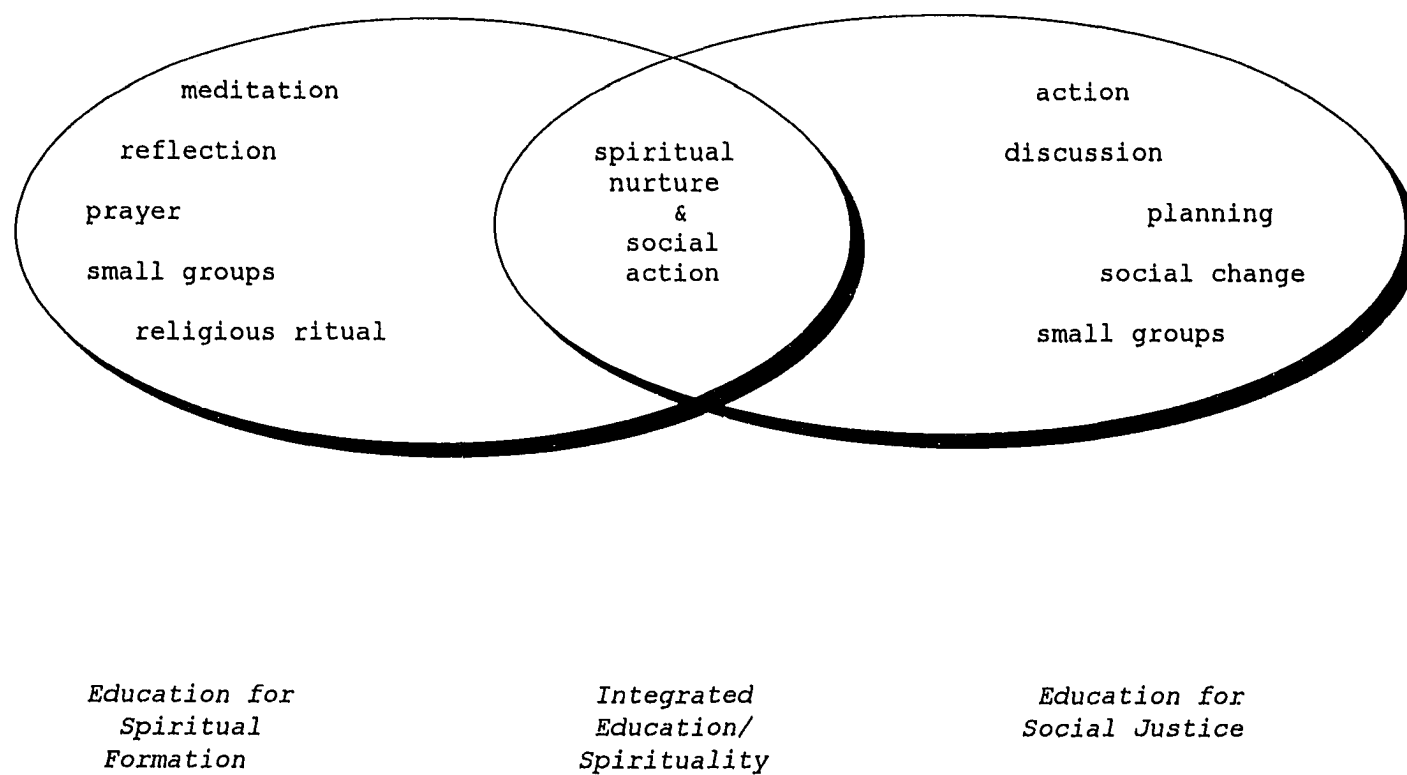 meditation
reflection
prayer
small groups
religious ritual
spiritual
nurture
&
social
action
action
discussion
planning
social change
small groups
Education for
Spiritual
Formation
Integrated
Education/
Spirituality
Education for
Social Justice